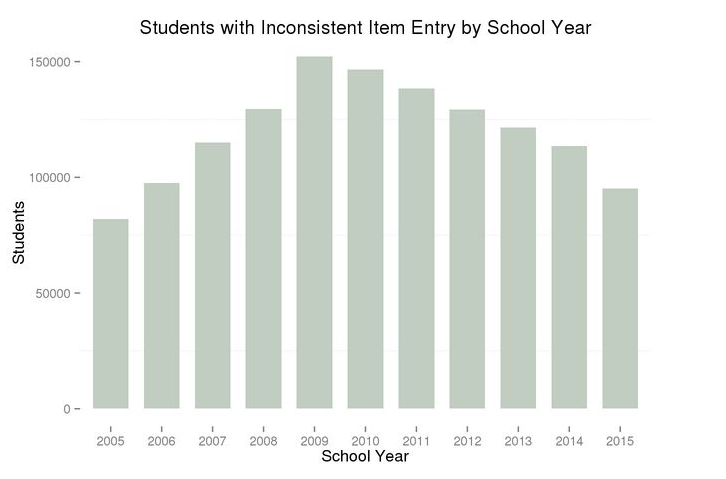 Students with Inconsistent Item Entry by School Year
150000
100000
50000
0
Students
2005 2006 2007 2008 2009 2010 2011 2012 2013 2014 2015
School Year